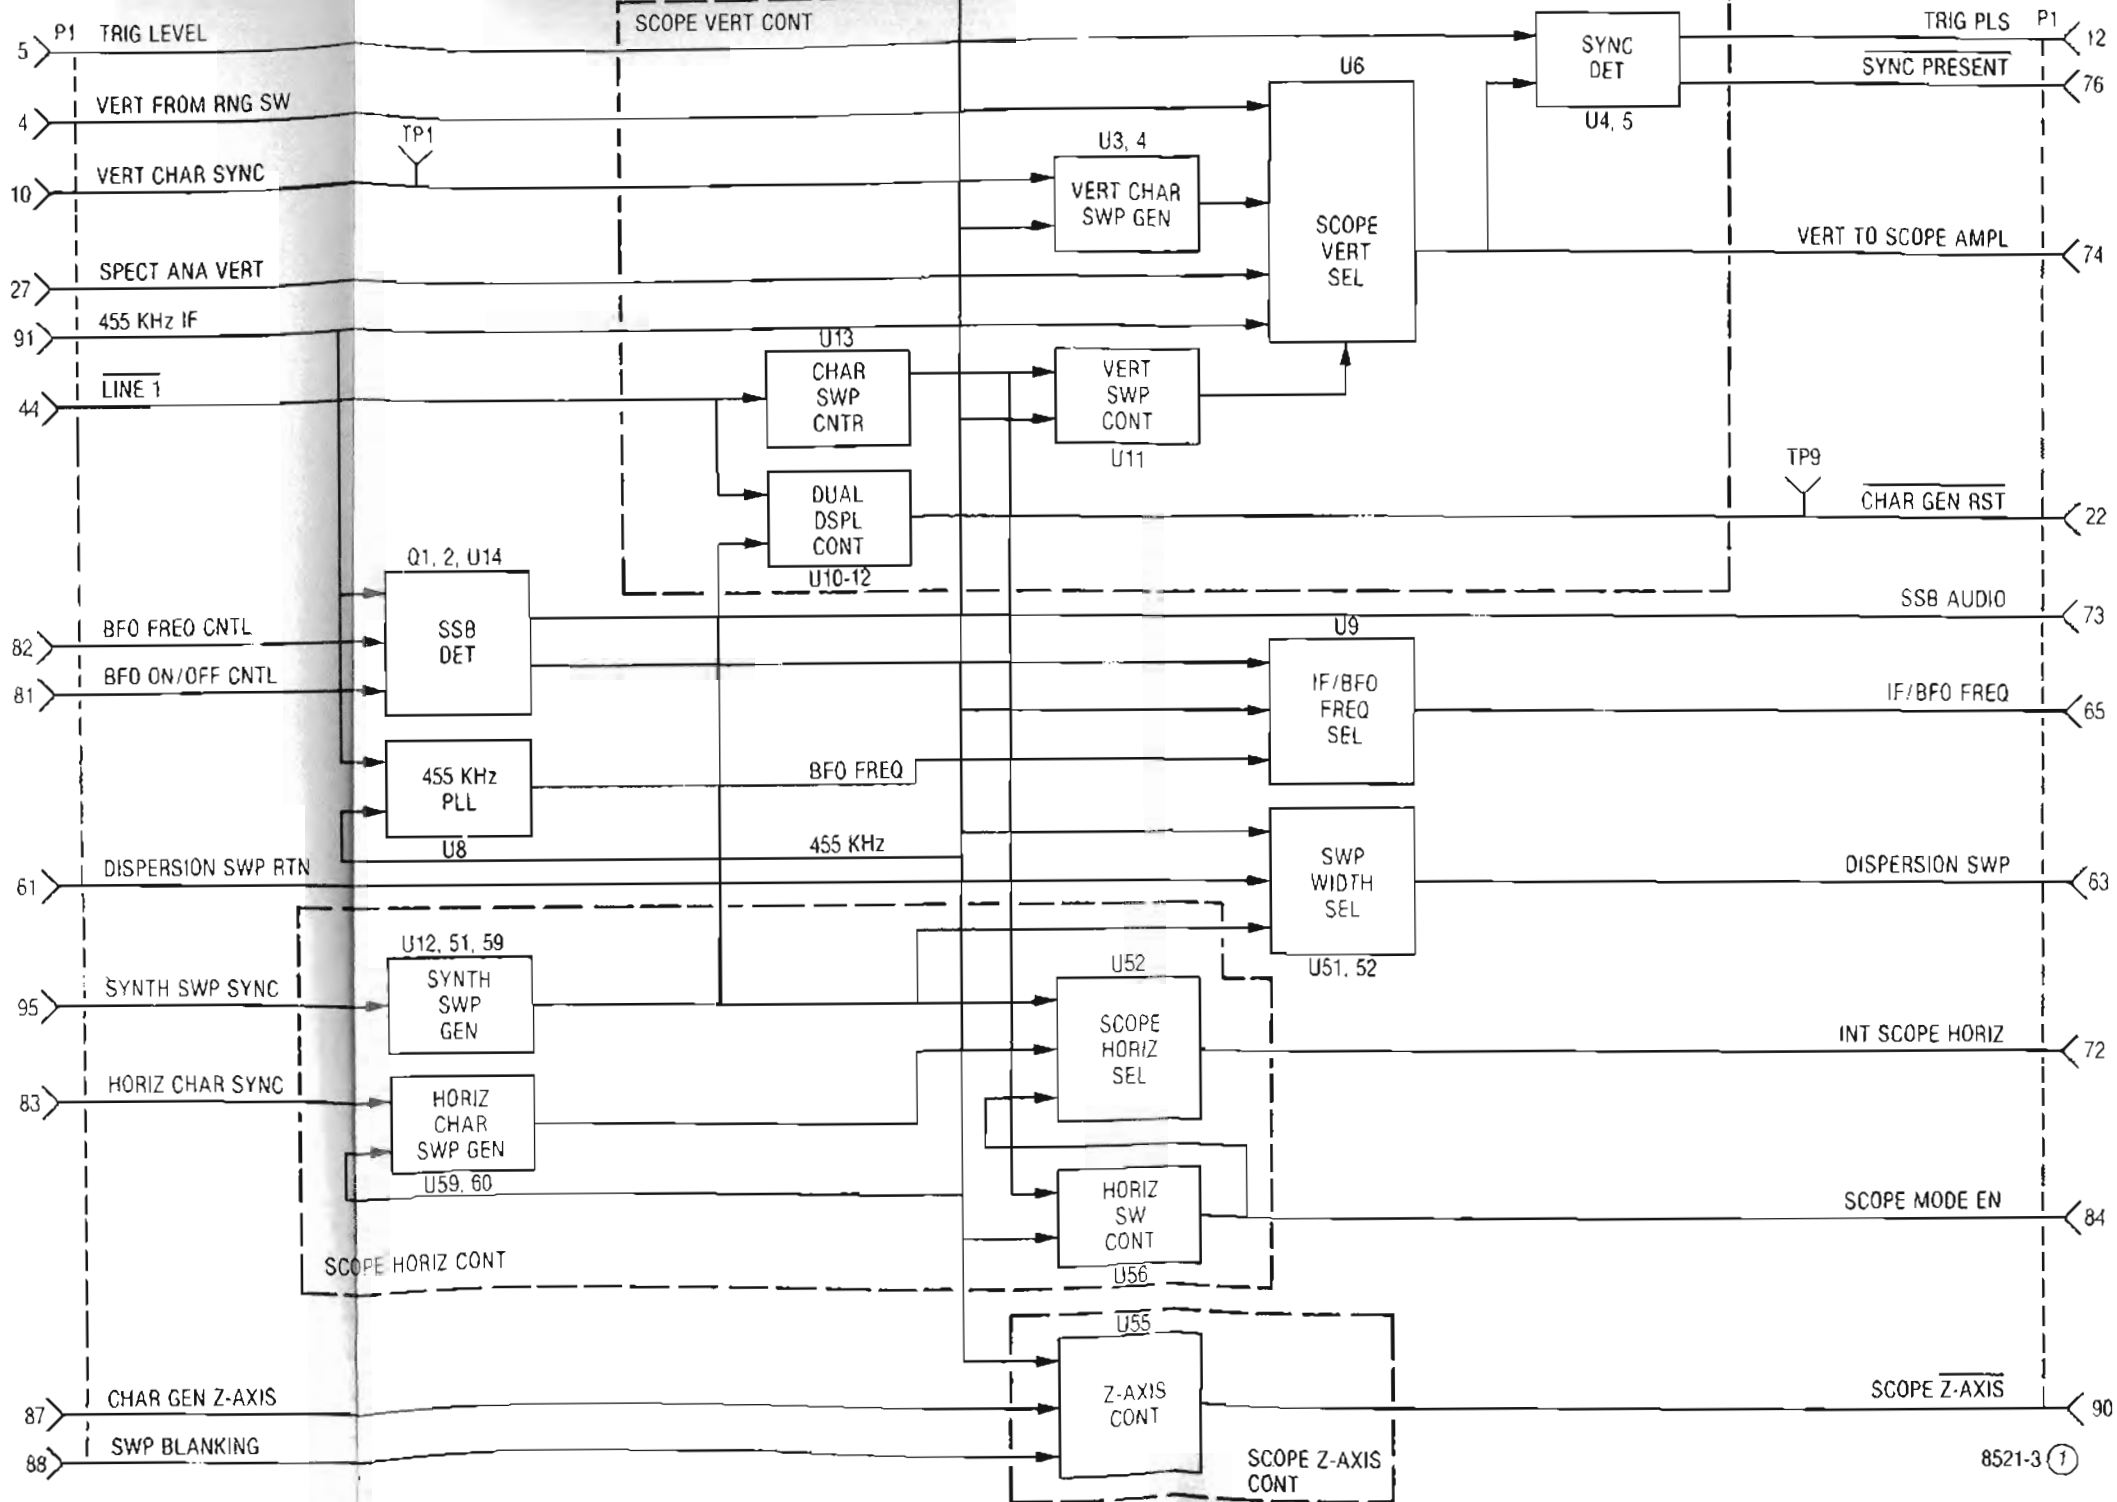 SCOPE VERT CONT
P1 TRIG LEVEL
5
TRIG PLS P1
12
SYNC
DET
U4, 5
SYNC PRESENT
76
U6
VERT FROM RNG SW
4
TP1
VERT CHAR SYNC
10
U3, 4
VERT CHAR
SWP GEN
SCOPE
VERT
SEL
VERT TO SCOPE AMPL
74
SPECT ANA VERT
27
455 KHz IF
91
U13
CHAR
SWP
CNTR
VERT
SWP
CONT
U11
LINE 1
44
DUAL
DSPL
CONT
U10-12
TP9
CHAR GEN RST
22
Q1, 2, U14
SSB
DET
SSB AUDIO
73
BFO FREQ CNTL
82
BFO ON/OFF CNTL
81
U9
IF/BFO
FREQ
SEL
IF/BFO FREQ
65
455 KHz
PLL
U8
BFO FREQ
455 KHz
DISPERSION SWP RTN
61
SWP
WIDTH
SEL
U51, 52
DISPERSION SWP
63
U12, 51, 59
SYNTH
SWP
GEN
SYNTH SWP SYNC
95
U52
SCOPE
HORIZ
SEL
INT SCOPE HORIZ
72
HORIZ CHAR SYNC
83
HORIZ
CHAR
SWP GEN
U59, 60
HORIZ
SW
CONT
U56
SCOPE MODE EN
84
SCOPE HORIZ CONT
U55
Z-AXIS
CONT
CHAR GEN Z-AXIS
87
SCOPE Z-AXIS
90
SWP BLANKING
88
SCOPE Z-AXIS
CONT
8521-3 1